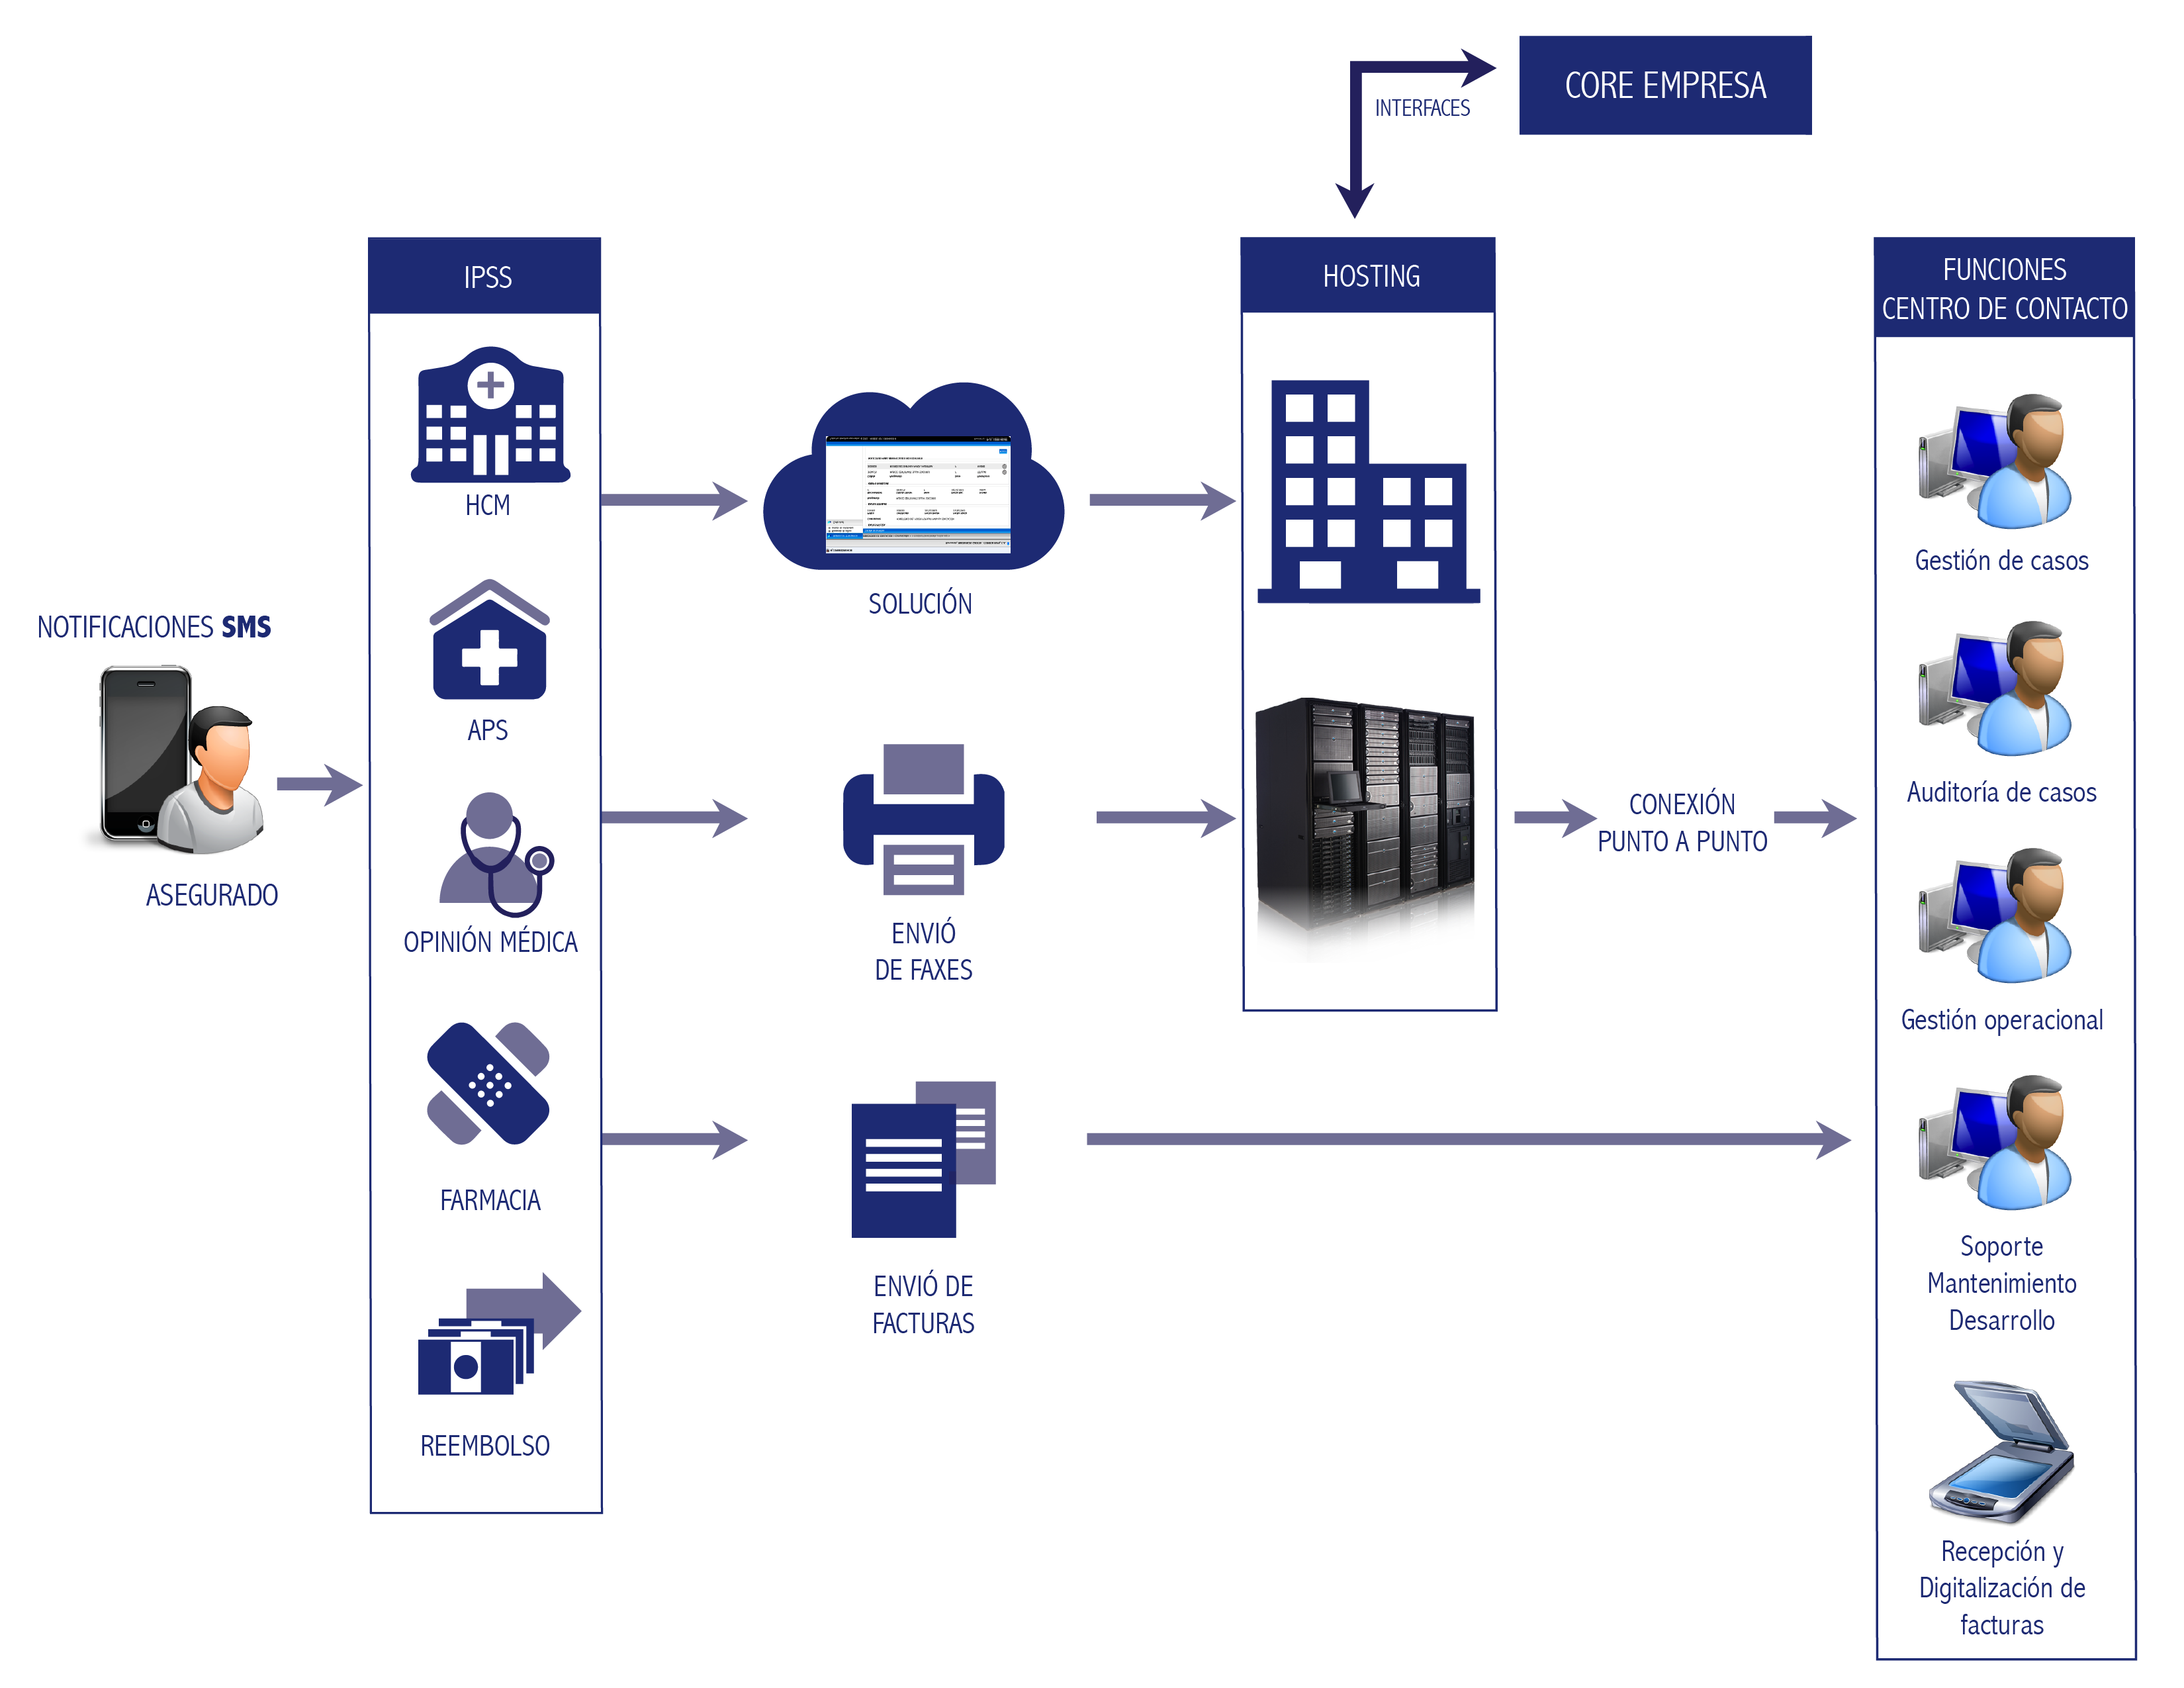 CORE EMPRESA
INTERFACES
IPSS
HOSTING
FUNCIONES
CENTRO DE CONTACTO
HCM
SOLUCIÓN
Gestión de casos
NOTIFICACIONES SMS
APS
Auditoría de casos
CONEXIÓN
PUNTO A PUNTO
ASEGURADO
OPINIÓN MÉDICA
ENVIÓ
DE FAXES
Gestión operacional
FARMACIA
ENVIÓ DE
FACTURAS
Soporte
Mantenimiento
Desarrollo
REEMBOLSO
Recepción y
Digitalización de
facturas